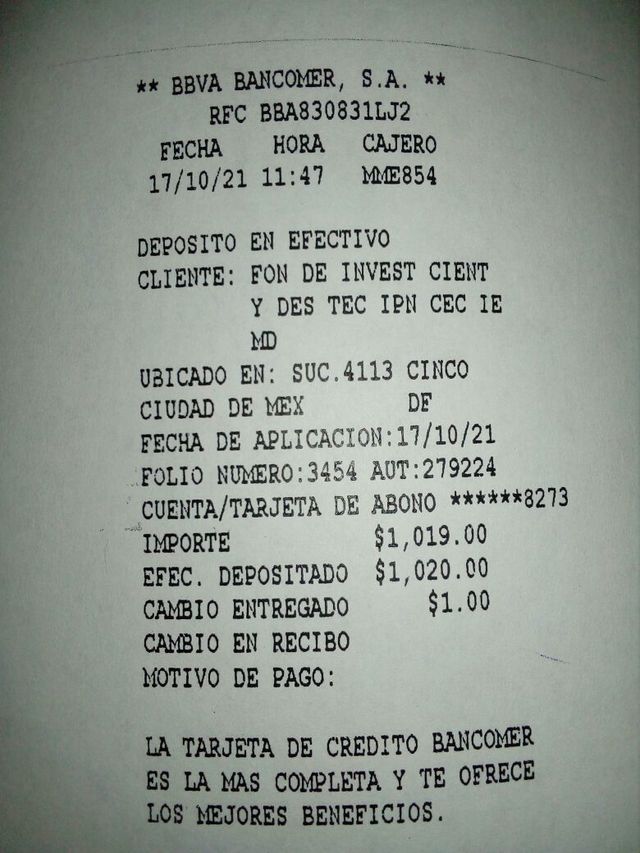 ** BBVA BANCOMER, S.A. **
RFC BBA830831LJ2
FECHA HORA CAJERO
17/10/21 11:47 MME854
DEPOSITO EN EFECTIVO
CLIENTE: FON DE INVEST CIENT
Y DES TEC IPN CEC IE
MD
UBICADO EN: SUC.4113 CINCO
CIUDAD DE MEX DF
FECHA DE APLICACION:17/10/21
FOLIO NUMERO:3454 AUT:279224
CUENTA/TARJETA DE ABONO ******8273
IMPORTE $1,019.00
EFEC. DEPOSITADO $1,020.00
CAMBIO ENTREGADO $1.00
CAMBIO EN RECIBO
MOTIVO DE PAGO:
LA TARJETA DE CREDITO BANCOMER
ES LA MAS COMPLETA Y TE OFRECE
LOS MEJORES BENEFICIOS.